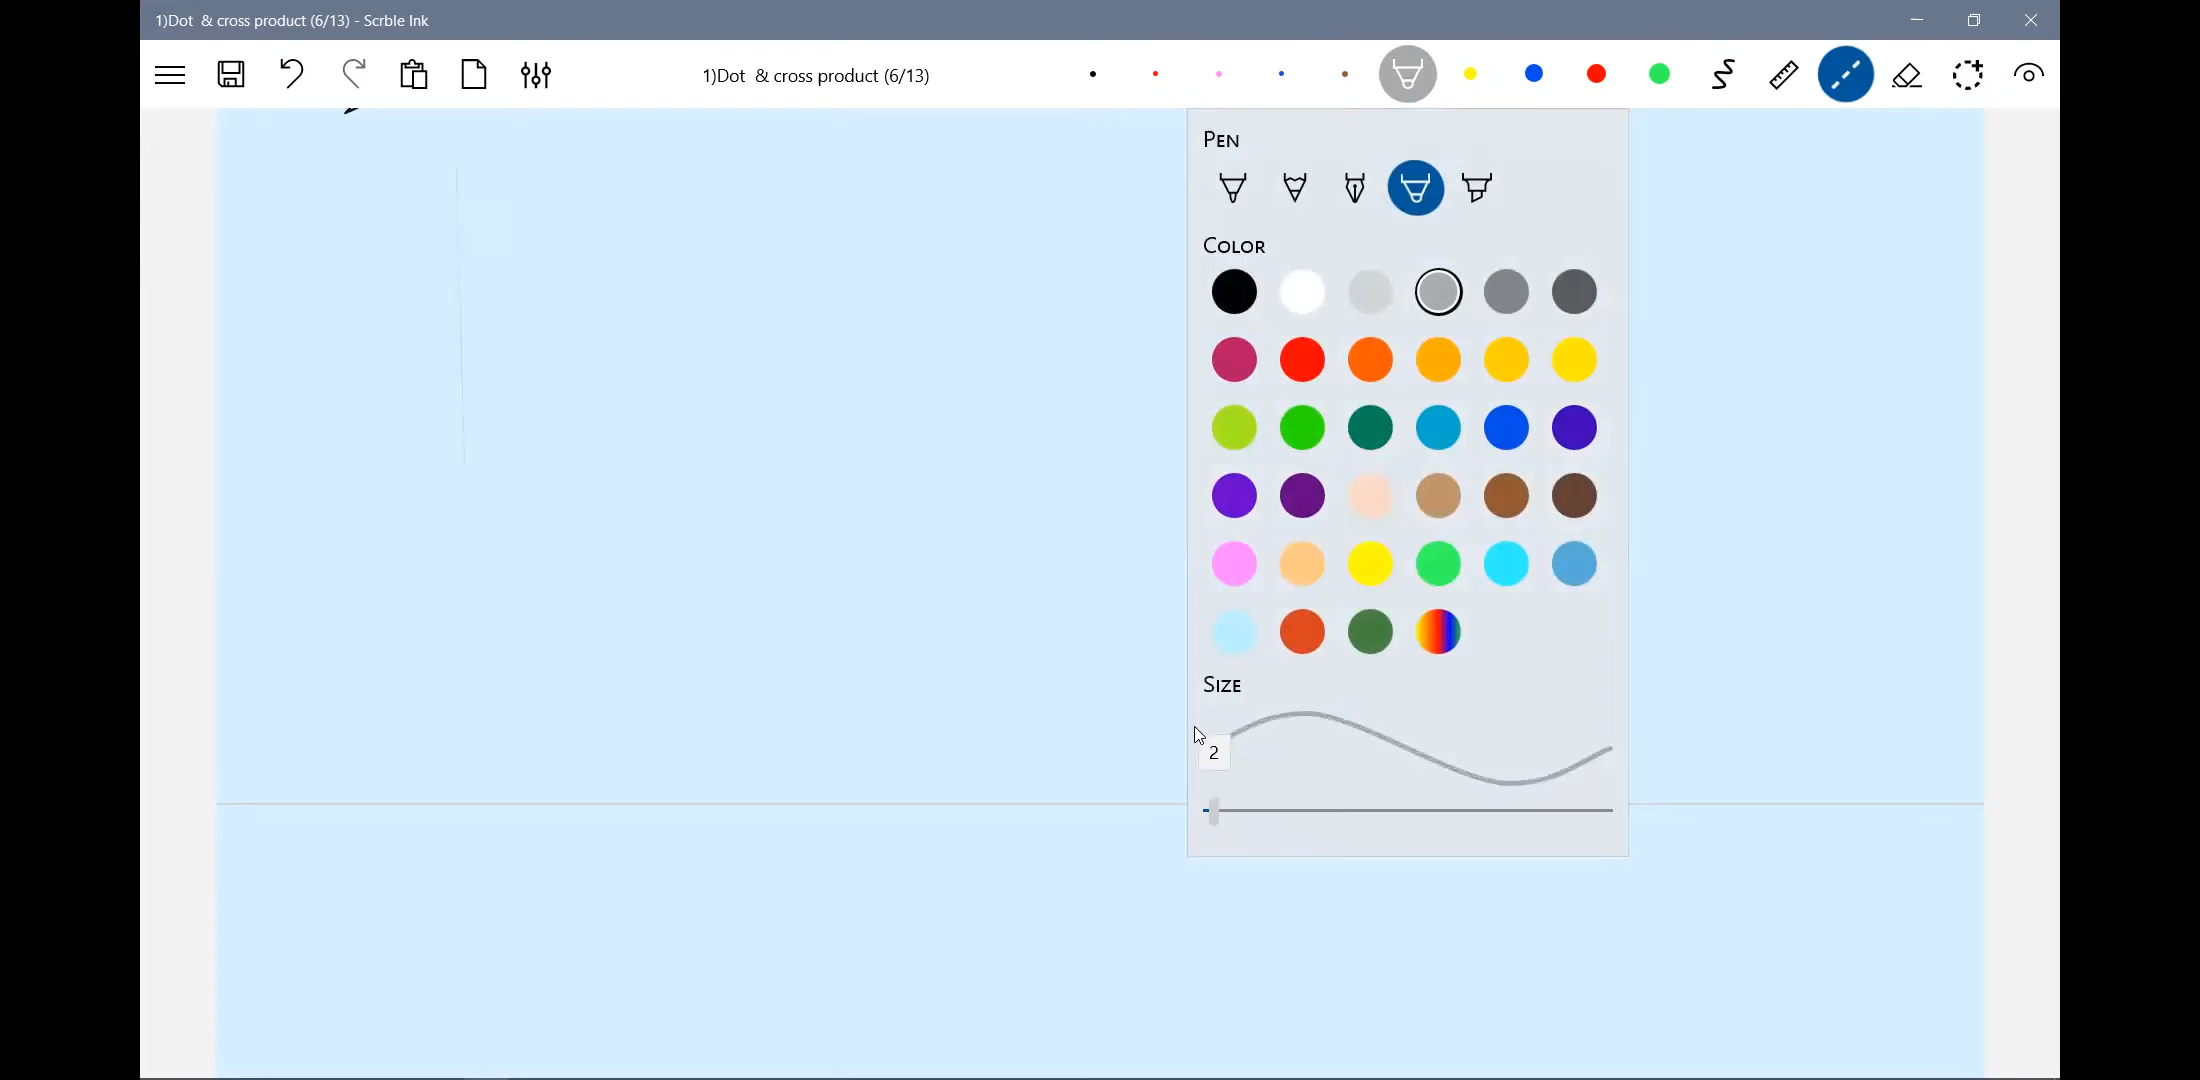 1)Dot & cross product (6/13) - Scrble Ink
1)Dot & cross product (6/13)
PEN
COLOR
SIZE
2